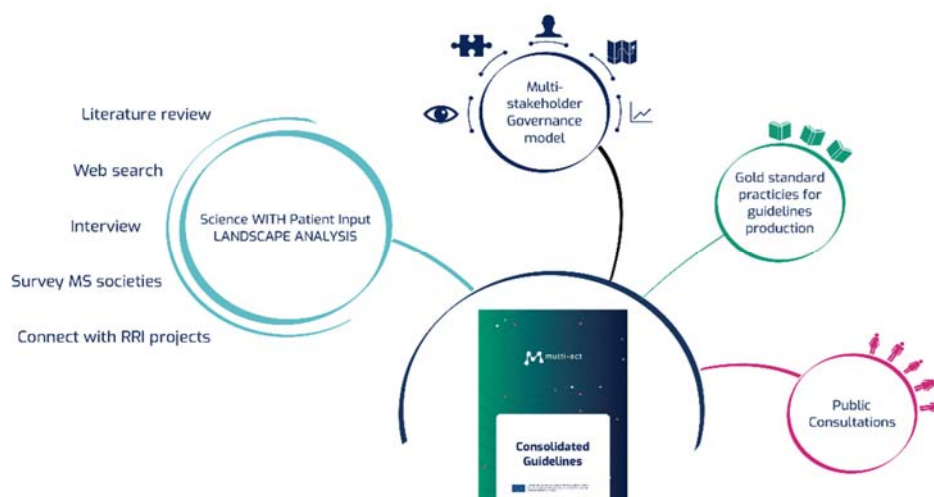 Literature review
Web search
Interview
Survey MS societies
Connect with RRI projects
Science WITH Patient Input
LANDSCAPE ANALYSIS
Multi-
stakeholder
Governance
model
Gold standard
practicies for
guidelines
production
Public
Consultations
multi-act
Consolidated
Guidelines